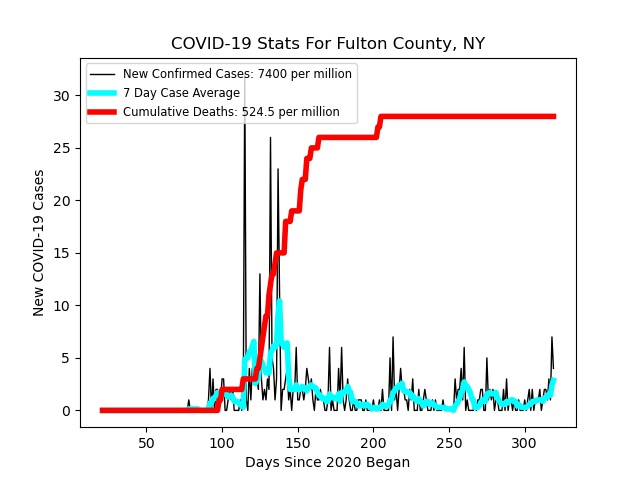 COVID-19 Stats For Fulton County, NY
New Confirmed Cases: 7400 per million
7 Day Case Average
Cumulative Deaths: 524.5 per million
New COVID-19 Cases
30
25
20
15
10
5
0
50 100 150 200 250 300
Days Since 2020 Began